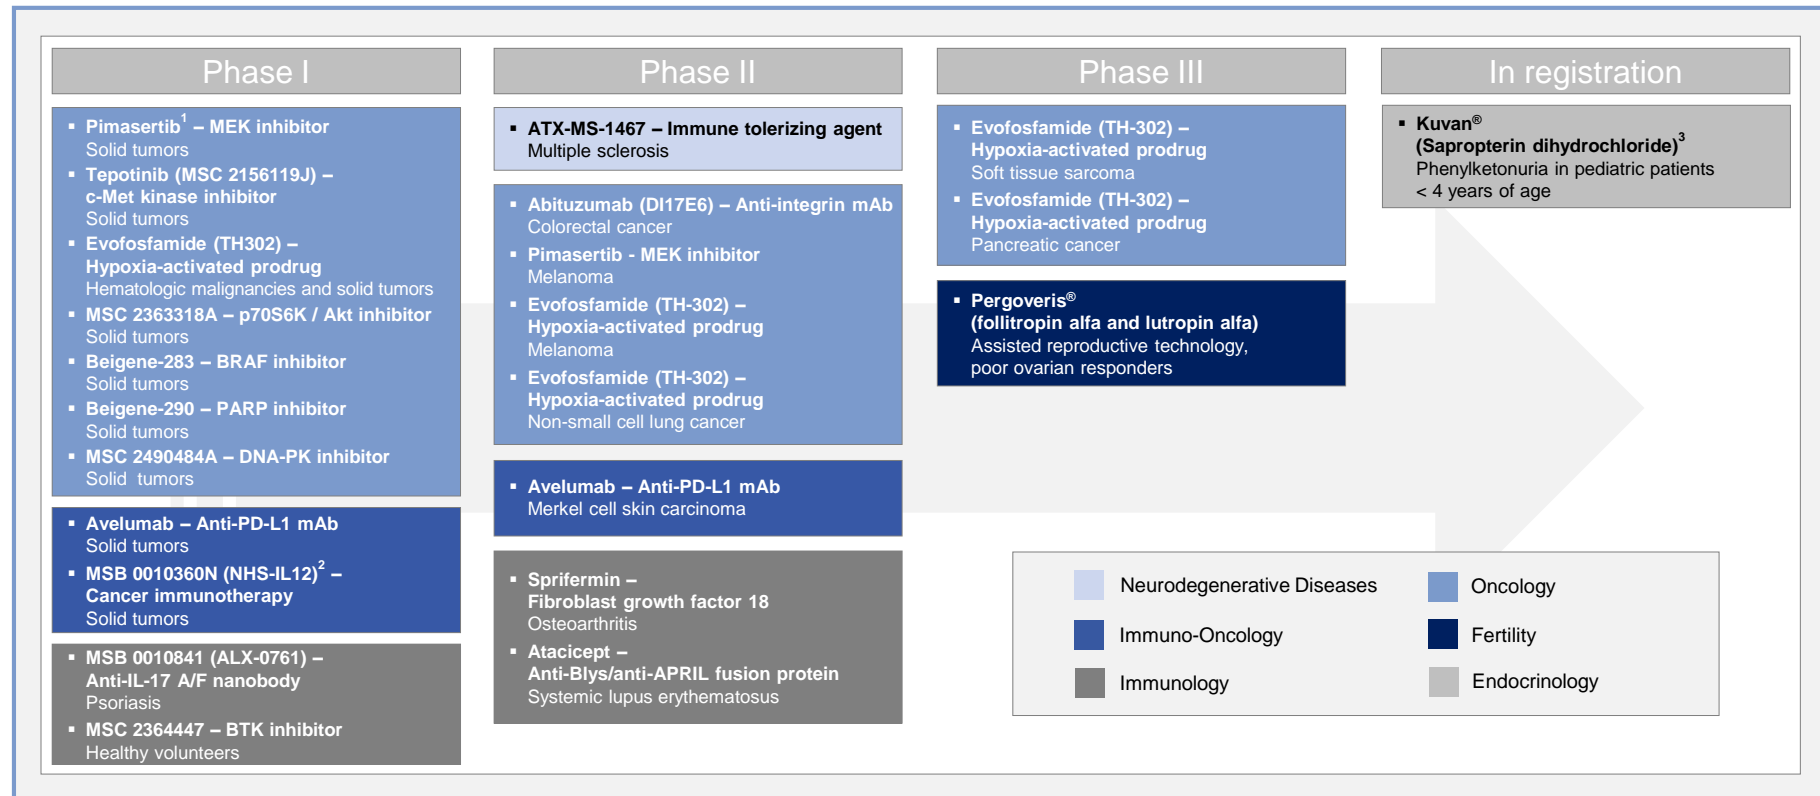 Phase I
▪ Pimasertib¹ – MEK inhibitor
Solid tumors
▪ Tepotinib (MSC 2156119J) –
c-Met kinase inhibitor
Solid tumors
▪ Evofosfamide (TH302) –
Hypoxia-activated prodrug
Hematologic malignancies and solid tumors
▪ MSC 2363318A – p70S6K / Akt inhibitor
Solid tumors
▪ Beigene-283 – BRAF inhibitor
Solid tumors
▪ Beigene-290 – PARP inhibitor
Solid tumors
▪ MSC 2490484A – DNA-PK inhibitor
Solid tumors
▪ Avelumab – Anti-PD-L1 mAb
Solid tumors
▪ MSB 0010360N (NHS-IL12)² –
Cancer immunotherapy
Solid tumors
▪ MSB 0010841 (ALX-0761) –
Anti-IL-17 A/F nanobody
Psoriasis
▪ MSC 2364447 – BTK inhibitor
Healthy volunteers
Phase II
▪ ATX-MS-1467 – Immune tolerizing agent
Multiple sclerosis
▪ Abituzumab (DI17E6) – Anti-integrin mAb
Colorectal cancer
▪ Pimasertib - MEK inhibitor
Melanoma
▪ Evofosfamide (TH-302) –
Hypoxia-activated prodrug
Melanoma
▪ Evofosfamide (TH-302) –
Hypoxia-activated prodrug
Non-small cell lung cancer
▪ Avelumab – Anti-PD-L1 mAb
Merkel cell skin carcinoma
▪ Sprifermin –
Fibroblast growth factor 18
Osteoarthritis
▪ Atacicept –
Anti-Blys/anti-APRIL fusion protein
Systemic lupus erythematosus
Phase III
▪ Evofosfamide (TH-302) –
Hypoxia-activated prodrug
Soft tissue sarcoma
▪ Evofosfamide (TH-302) –
Hypoxia-activated prodrug
Pancreatic cancer
▪ Pergoveris®
(follitropin alfa and lutropin alfa)
Assisted reproductive technology,
poor ovarian responders
In registration
▪ Kuvan®
(Sapropterin dihydrochloride)³
Phenylketonuria in pediatric patients
< 4 years of age
Neurodegenerative Diseases
Oncology
Immuno-Oncology
Fertility
Immunology
Endocrinology